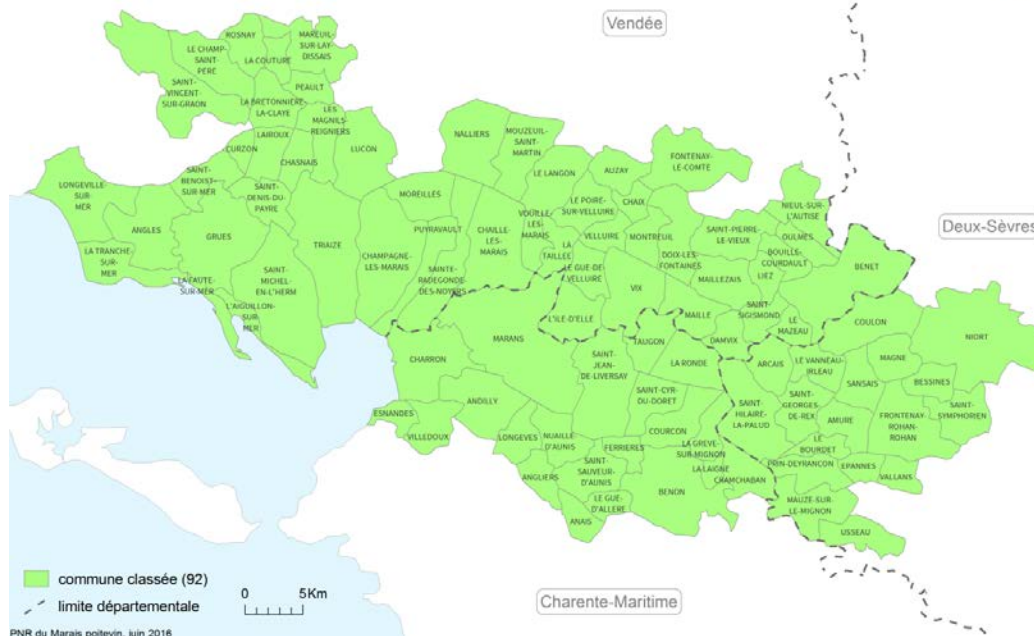 Vendée
ROSNAY
MAREUIL-
SUR-LAY
DISSAIS
LE CHAMP-
SAINT-
PERE
LA COUTURE
SAINT-
VINCENT
SUR-GRAON
PEAULT
LA BRETONNIERE-
LA-CLAYE
LES
MAGNILS-
REIGNIERS
LAIROUX
CURZON
CHASNAIS
LUCON
NALLIERS
MOUZEUIL-
SAINT-
MARTIN
LE LANGON
AUZAY
FONTENAY-
LE-COMTE
LONGEVILLE-
SUR-
MER
SAINT-
BENOIST-
SUR-MER
SAINT-
DENIS-DU-
PAYRE
MOREILLES
LE POIRE-
SUR-VELLUIRE
CHAIX
NIEUL-SUR-
L'AUTISE
Deux-Sèvres
ANGLES
GRUES
TRIAIZE
PUYRAVAULT
CHAILLE-
LES-
MARAIS
VOUILLE-
LES-
MARAIS
VELLUIRE
MONTREUIL
SAINT-PIERRE
LE-VIEUX
OULMES
BOUILLE-
COURDAULT
LA TRANCHE-
SUR-
MER
CHAMPAGNE-
LES-MARAIS
SAINTE-
RADEGONDE-
DES-NOYERS
LA
TAILLEE
LE GUE-DE-
VELLUIRE
DOIX-LES-
FONTAINES
MAILLEZAIS
LIEZ
BENET
LA-FAUTE-
SUR-MER
SAINT-
MICHEL-
EN-L'HERM
L'AIGUILLON-
SUR
MER
VIX
SAINT-
SIGISMOND
L'ILE-D'ELLE
MAILLE
LE
MAZEAU
COULON
NIORT
MARANS
TAUGON
DAMVIX
CHARRON
SAINT-
JEAN-
DE-LIVERSAY
LA RONDE
ARCAIS
LE VANNEAU-
IRLEAU
MAGNE
SANSAIS
BESSINES
SAINT-
SYMPHORIEN
ANDILLY
SAINT-CYR-
DU-DORET
SAINT-
HILAIRE-
LA-PALUD
SAINT-
GEORGES-
DE-REX
AMURE
FRONTENAY-
ROHAN-
ROHAN
ESNANDES
VILLEDOUX
LONGEVES
NUAILLE-
D'AUNIS
COURCON
FERRIERES
LA GREVE-
SUR-MIGNON
LE
BOURDET
PRIN-DEYRANCON
EPANNES
VALLANS
ANGLIERS
SAINT-
SAUVEUR-
D'AUNIS
LA LAIGNE
CRAMCHABAN
LE GUE-
D'ALLERE
BENON
ANAIS
MAUZE-SUR-
LE-MIGNON
USSEAU
commune classée (92)
limite départementale
0 5Km
Charente-Maritime
PNR du Marais poitevin, juin 2016